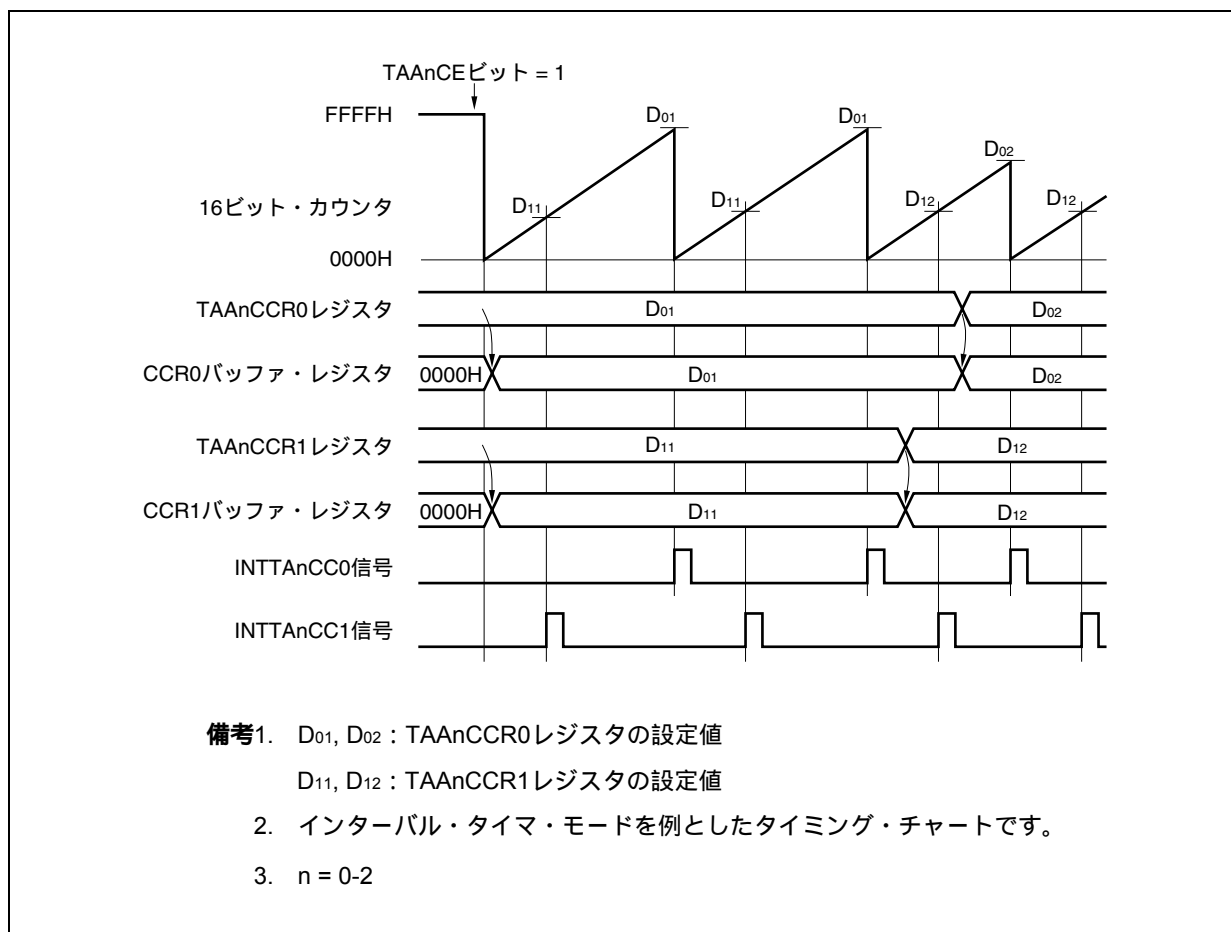 TAAnCEビット = 1
FFFFH
D01 D01
D02
16ビット・カウンタ
D11 D11 D12 D12
0000H
TAAnCCR0レジスタ D01 D02
CCR0バッファ・レジスタ 0000H D01 D02
TAAnCCR1レジスタ D11 D12
CCR1バッファ・レジスタ 0000H D11 D12
INTTAnCC0信号
INTTAnCC1信号
備考1. D01, D02：TAAnCCR0レジスタの設定値
D11, D12：TAAnCCR1レジスタの設定値
2. インターバル・タイマ・モードを例としたタイミング・チャートです。
3. n = 0-2